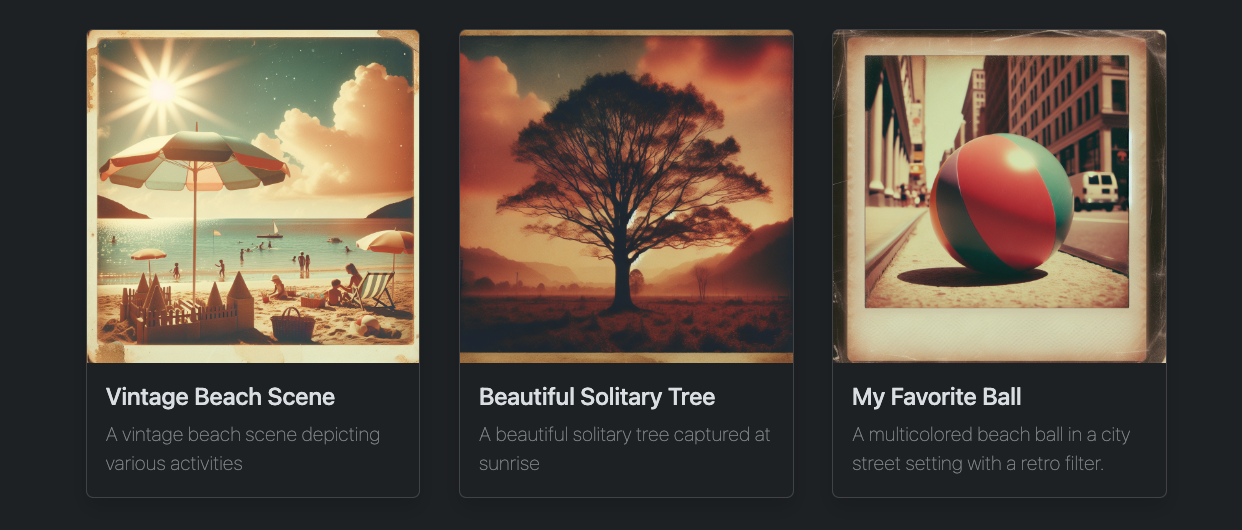 Vintage Beach Scene
A vintage beach scene depicting
various activities
Beautiful Solitary Tree
A beautiful solitary tree captured at
sunrise
My Favorite Ball
A multicolored beach ball in a city
street setting with a retro filter.